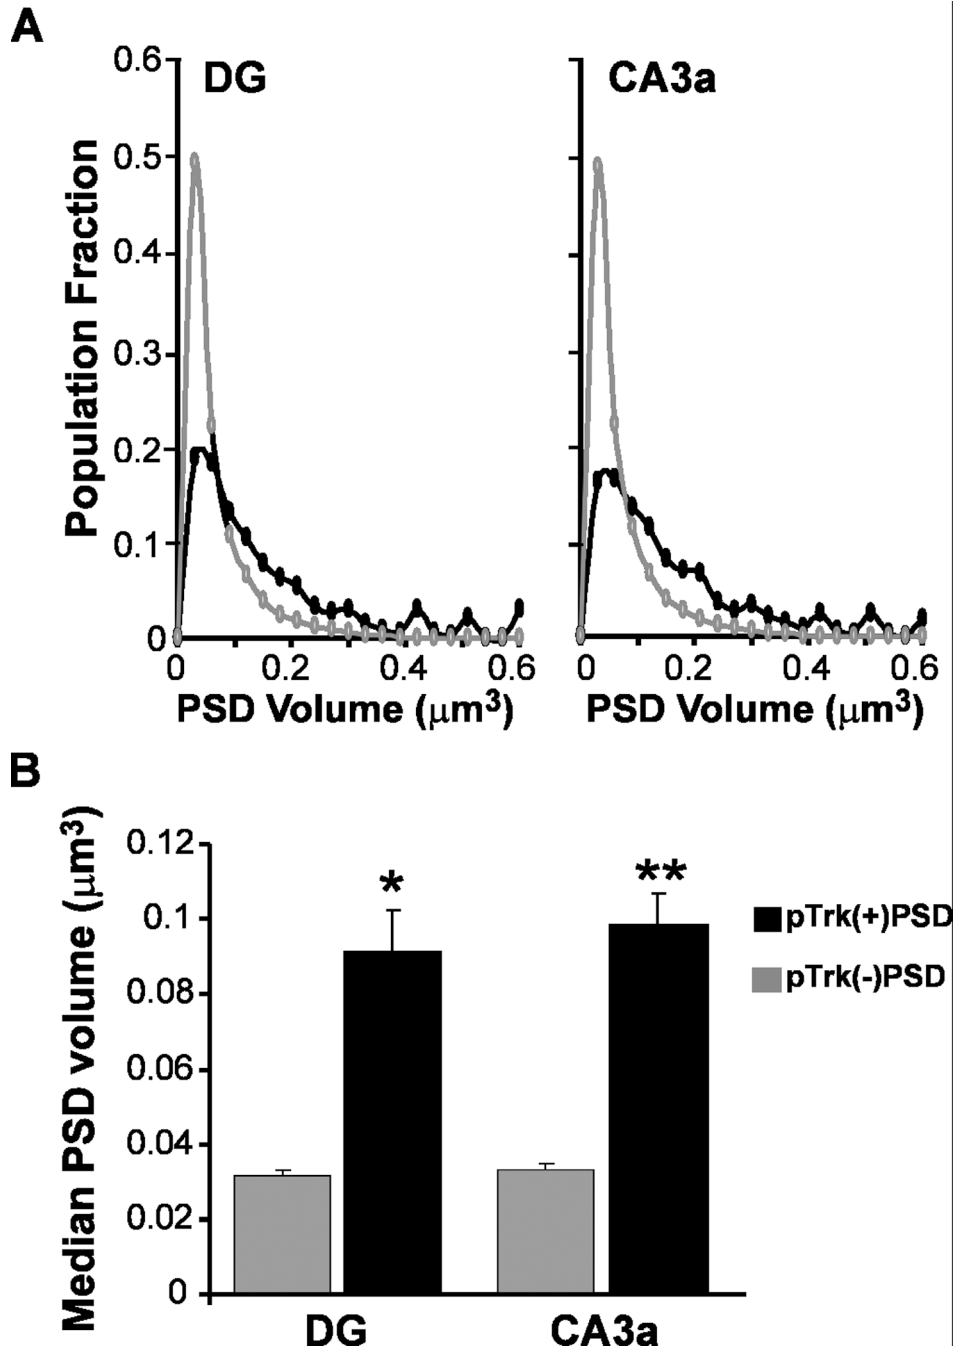 A
DG
CA3a
Population Fraction
0.6
0.5
0.4
0.3
0.2
0.1
0
0 0.2 0.4 0.6
0 0.2 0.4 0.6
PSD Volume (μm³)
PSD Volume (μm³)
B
Median PSD volume (μm³)
0.12
0.1
0.08
0.06
0.04
0.02
0
*
**
pTrk(+)PSD
pTrk(-)PSD
DG
CA3a